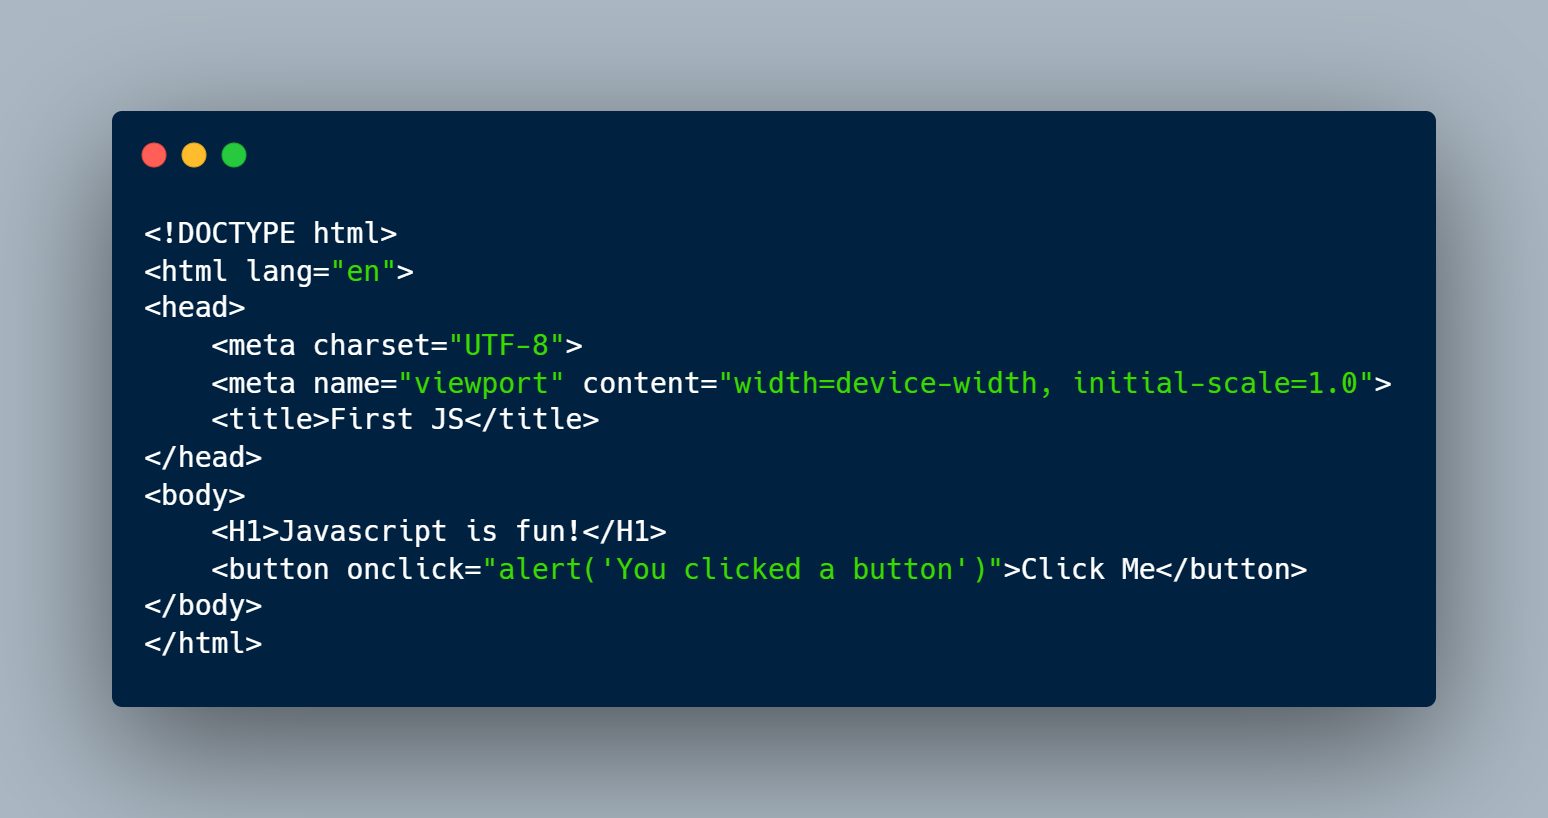 <!DOCTYPE html>
<html lang="en">
<head>
    <meta charset="UTF-8">
    <meta name="viewport" content="width=device-width, initial-scale=1.0">
    <title>First JS</title>
</head>
<body>
    <H1>Javascript is fun!</H1>
    <button onclick="alert('You clicked a button')">Click Me</button>
</body>
</html>